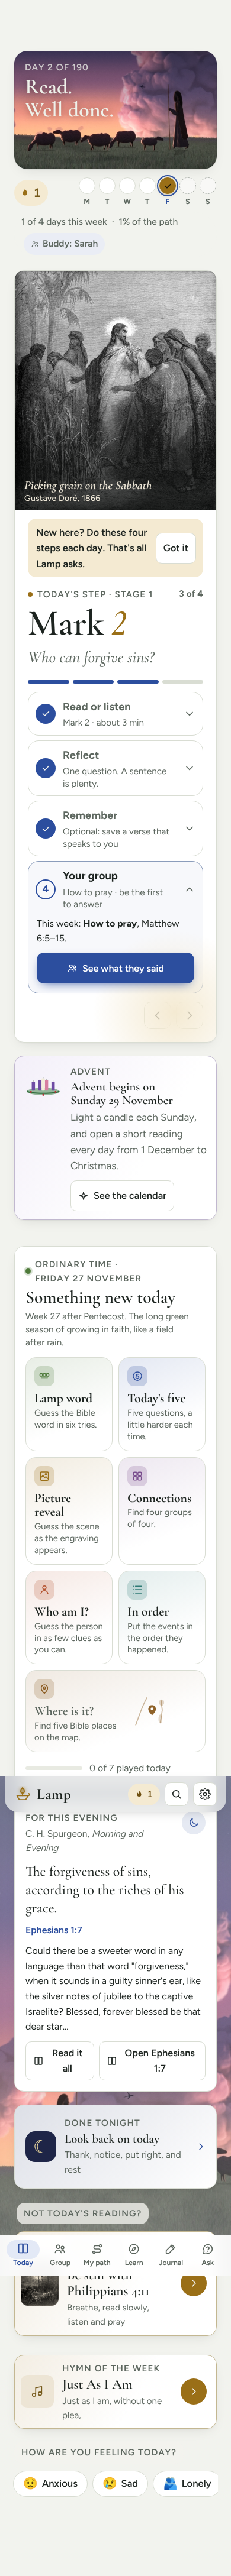 DAY 2 OF 190
Read.
Well done.
1
M T W T F S S
1 of 4 days this week · 1% of the path
Buddy: Sarah
Picking grain on the Sabbath
Gustave Doré, 1866
New here? Do these four
steps each day. That's all
Lamp asks.
Got it
TODAY'S STEP · STAGE 1
3 of 4
Mark 2
Who can forgive sins?
Read or listen
Mark 2 · about 3 min
Reflect
One question. A sentence
is plenty.
Remember
Optional: save a verse that
speaks to you
4
Your group
How to pray · be the first
to answer
This week: How to pray, Matthew
6:5–15.
See what they said
ADVENT
Advent begins on
Sunday 29 November
Light a candle each Sunday,
and open a short reading
every day from 1 December to
Christmas.
See the calendar
ORDINARY TIME ·
FRIDAY 27 NOVEMBER
Something new today
Week 27 after Pentecost. The long green
season of growing in faith, like a field
after rain.
Lamp word
Guess the Bible
word in six tries.
5
Today's five
Five questions, a
little harder each
time.
Picture
reveal
Guess the scene
as the engraving
appears.
Connections
Find four groups
of four.
Who am I?
Guess the person
in as few clues as
you can.
In order
Put the events in
the order they
happened.
Where is it?
Find five Bible places
on the map.
0 of 7 played today
Lamp
1
FOR THIS EVENING
C. H. Spurgeon, Morning and
Evening
The forgiveness of sins,
according to the riches of his
grace.
Ephesians 1:7
Could there be a sweeter word in any
language than that word "forgiveness,"
when it sounds in a guilty sinner's ear, like
the silver notes of jubilee to the captive
Israelite? Blessed, forever blessed be that
dear star…
Read it
all
Open Ephesians
1:7
DONE TONIGHT
Look back on today
Thank, notice, put right, and
rest
NOT TODAY'S READING?
Today
Group
My path
Learn
Journal
Ask
Be still with
Philippians 4:11
Breathe, read slowly,
listen and pray
HYMN OF THE WEEK
Just As I Am
Just as I am, without one
plea,
HOW ARE YOU FEELING TODAY?
Anxious
Sad
Lonely